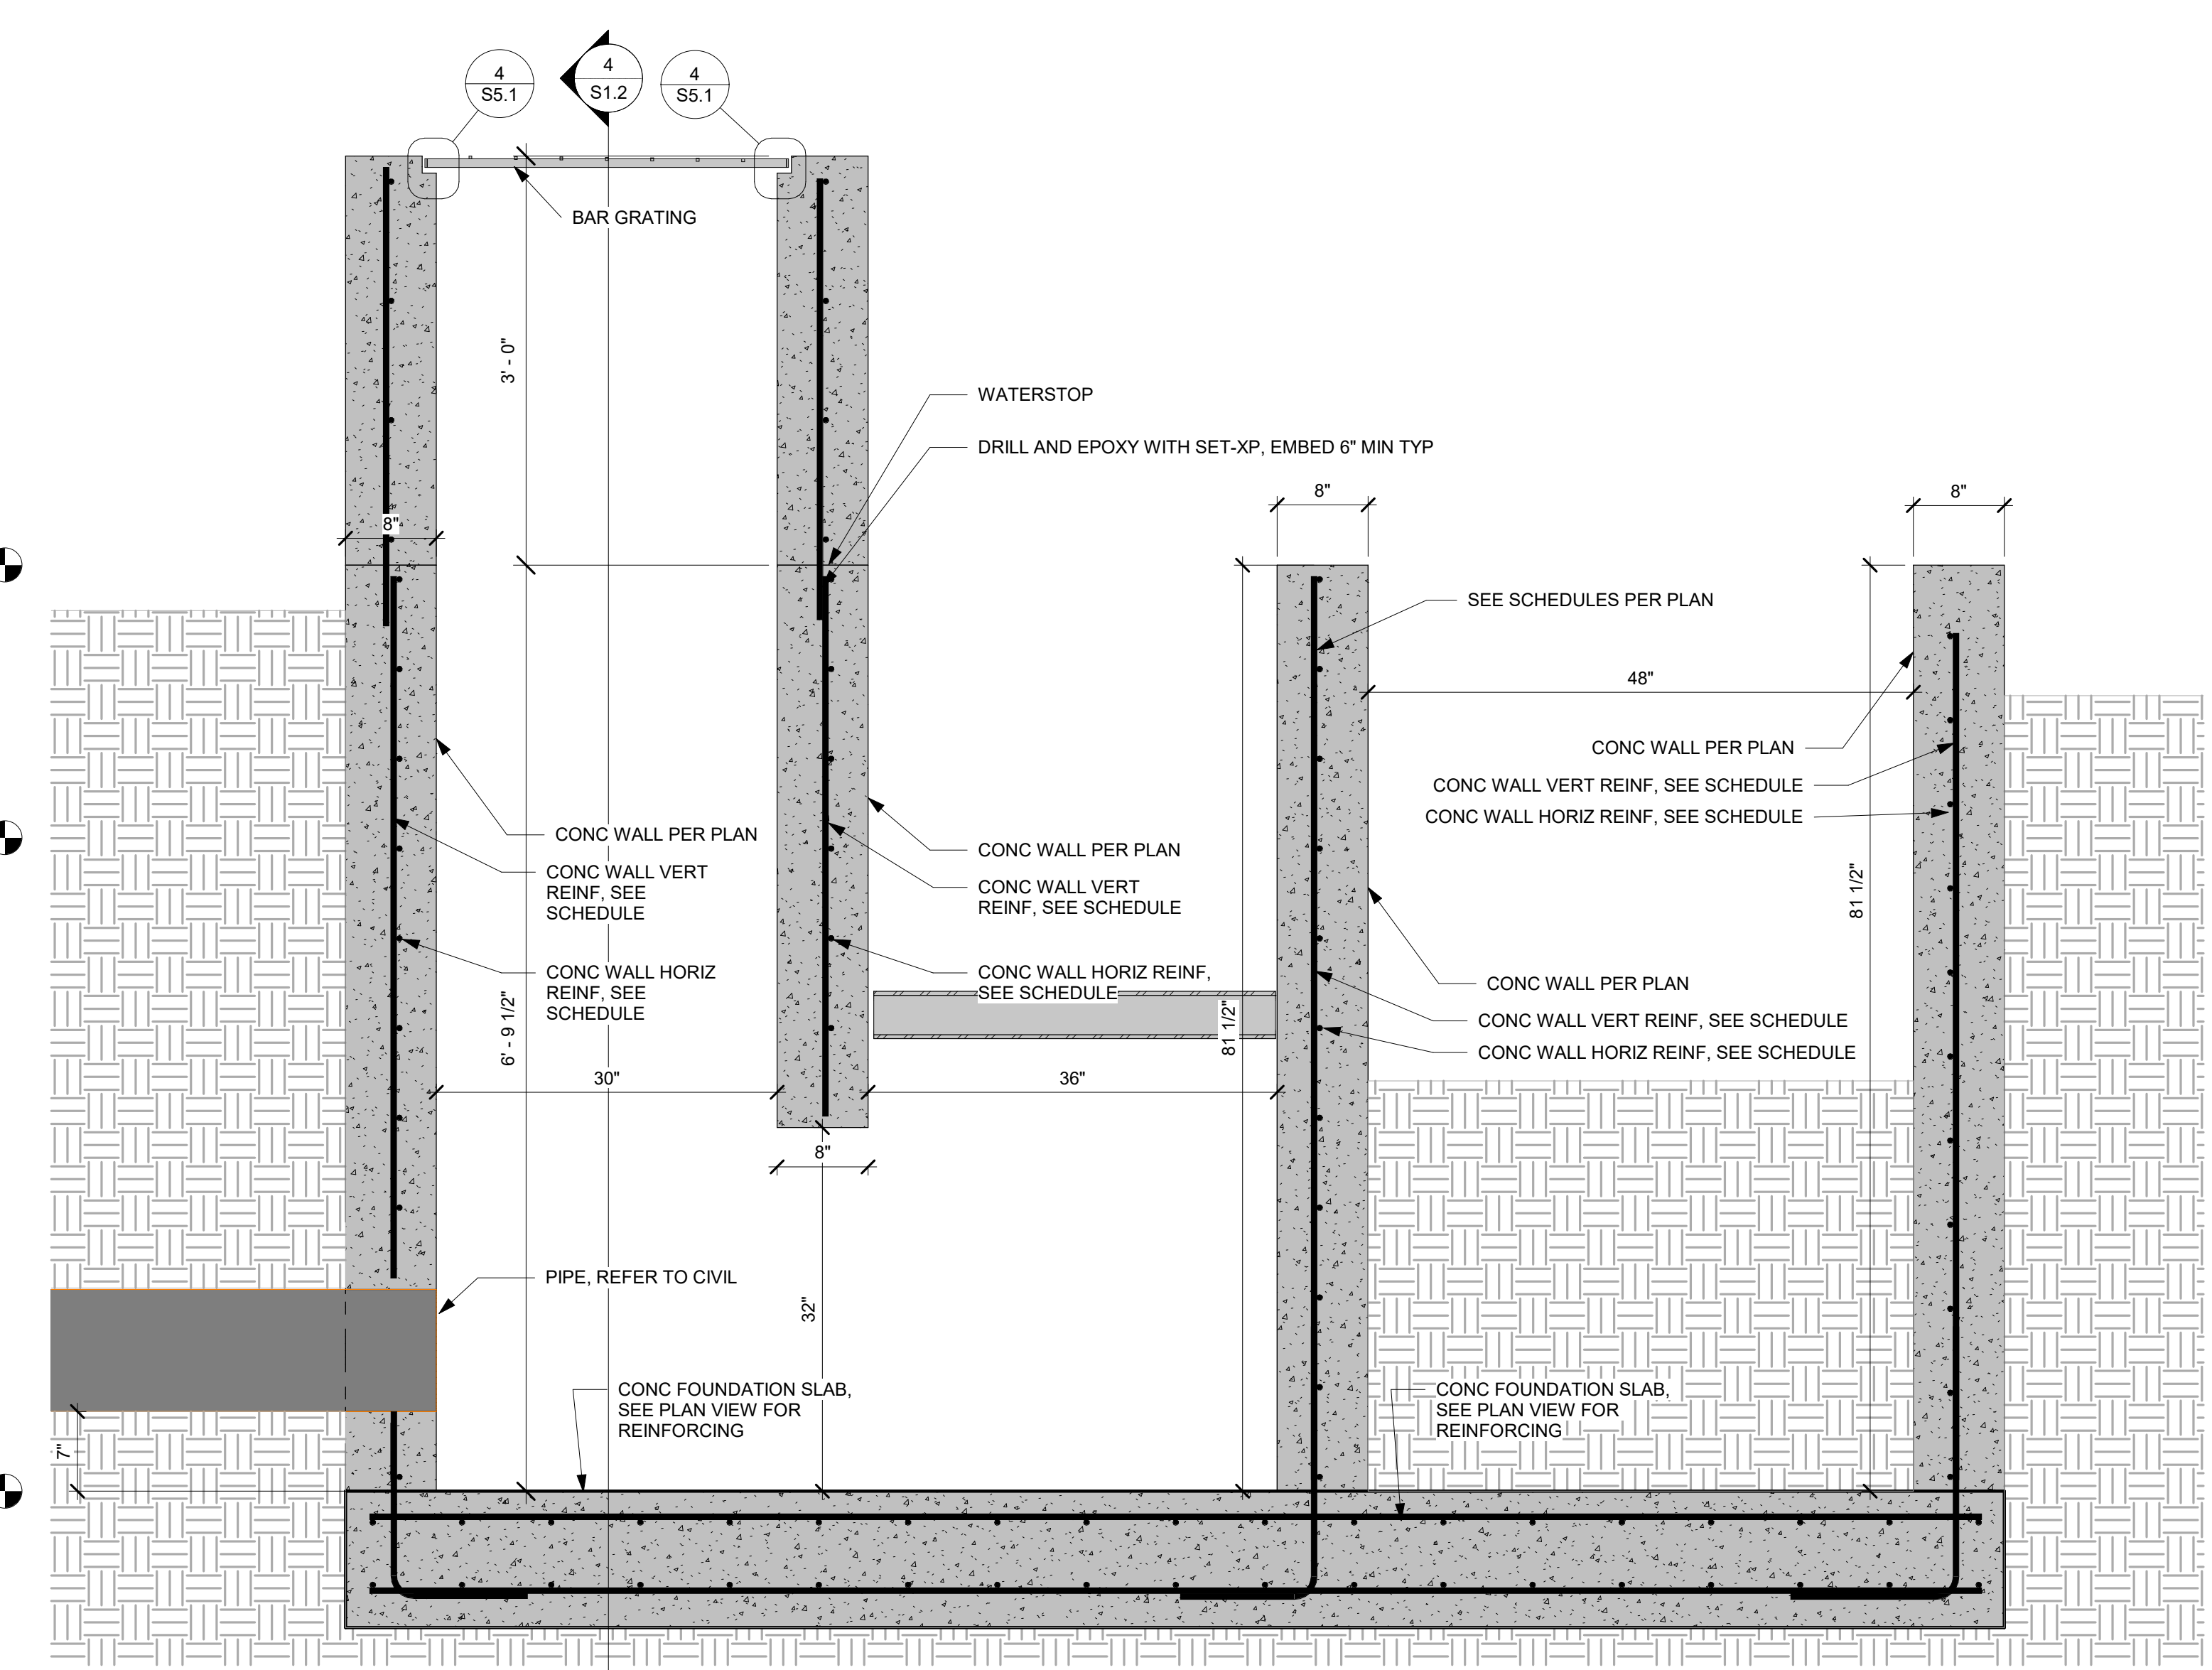 4
S5.1
4
S1.2
4
S5.1
BAR GRATING
3' - 0"
WATERSTOP
DRILL AND EPOXY WITH SET-XP, EMBED 6" MIN TYP
8"
8"
8"
SEE SCHEDULES PER PLAN
48"
CONC WALL PER PLAN
CONC WALL VERT REINF, SEE SCHEDULE
CONC WALL HORIZ REINF, SEE SCHEDULE
81 1/2"
CONC WALL PER PLAN
CONC WALL VERT
REINF, SEE
SCHEDULE
CONC WALL HORIZ
REINF, SEE
SCHEDULE
6' - 9 1/2"
CONC WALL PER PLAN
CONC WALL VERT
REINF, SEE SCHEDULE
CONC WALL HORIZ REINF,
SEE SCHEDULE
81 1/2"
CONC WALL PER PLAN
CONC WALL VERT REINF, SEE SCHEDULE
CONC WALL HORIZ REINF, SEE SCHEDULE
30"
36"
8"
PIPE, REFER TO CIVIL
32"
CONC FOUNDATION SLAB,
SEE PLAN VIEW FOR
REINFORCING
CONC FOUNDATION SLAB,
SEE PLAN VIEW FOR
REINFORCING
7"